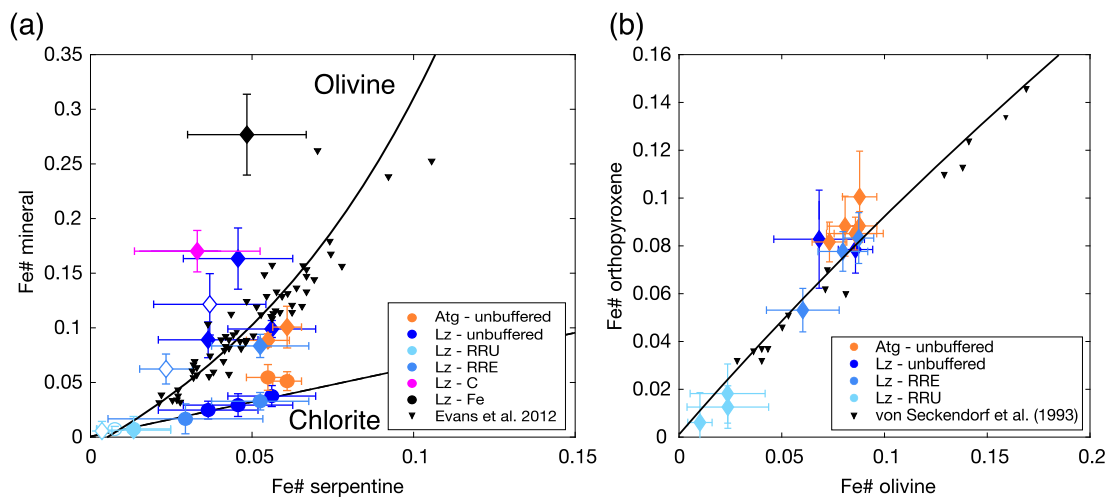 (a)
(b)
0.35
0.3
0.25
0.2
0.15
0.1
0.05
0
Fe# mineral
Olivine
Chlorite
Atg - unbuffered
Lz - unbuffered
Lz - RRU
Lz - RRE
Lz - C
Lz - Fe
Evans et al. 2012
0
0.05
0.1
0.15
Fe# serpentine
0.16
0.14
0.12
0.1
0.08
0.06
0.04
0.02
0
Fe# orthopyroxene
Atg - unbuffered
Lz - unbuffered
Lz - RRE
Lz - RRU
von Seckendorf et al. (1993)
0
0.05
0.1
0.15
0.2
Fe# olivine